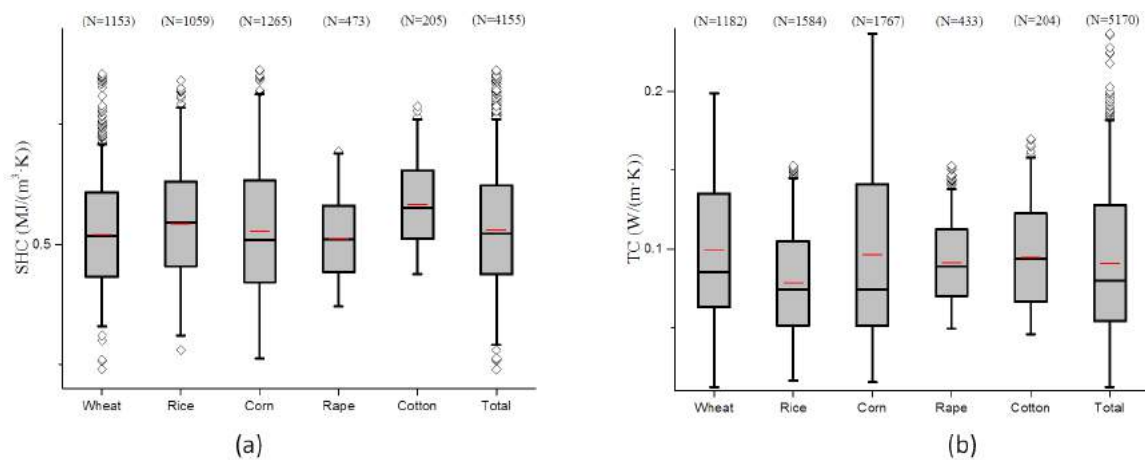 (N=1153) (N=1059) (N=1265) (N=473) (N=205) (N=4155)
SHC (MJ/(m³·K))
0.5
Wheat Rice Corn Rape Cotton Total
(a)
(N=1182) (N=1584) (N=1767) (N=433) (N=204) (N=5170)
TC (W/(m·K))
0.2
0.1
Wheat Rice Corn Rape Cotton Total
(b)